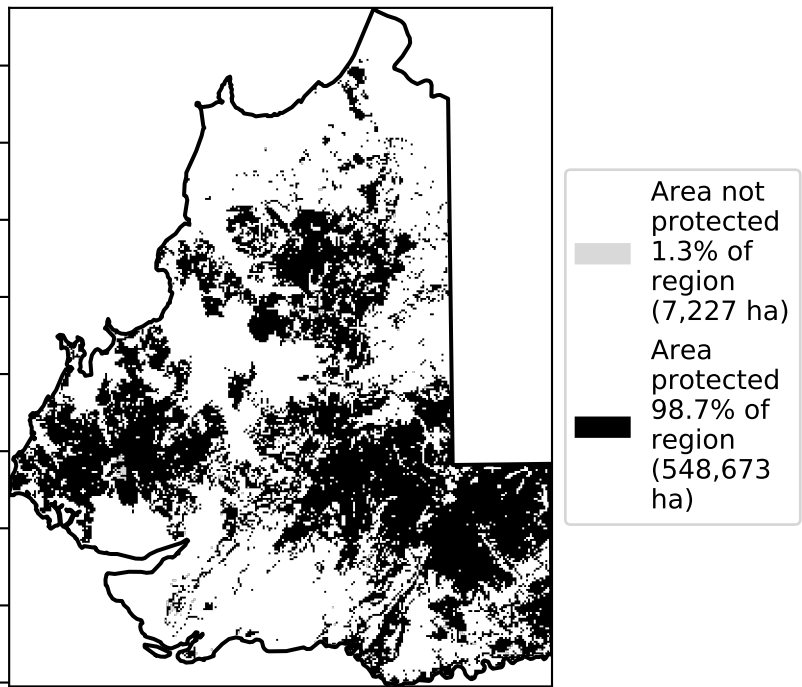 Area not
protected
1.3% of
region
(7,227 ha)
Area
protected
98.7% of
region
(548,673
ha)